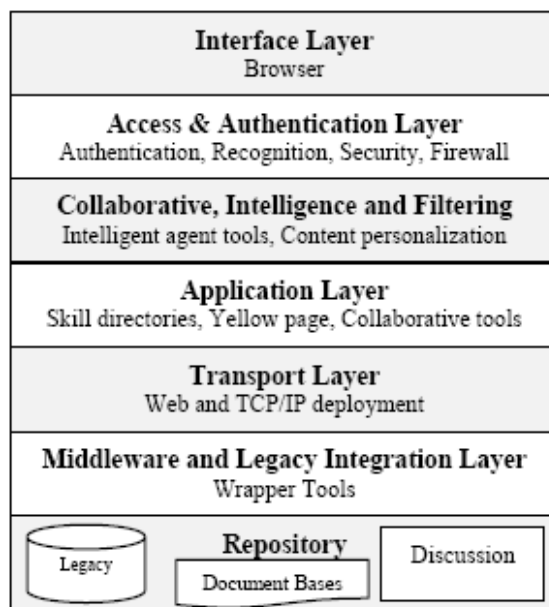 Interface Layer
Browser
Access & Authentication Layer
Authentication, Recognition, Security, Firewall
Collaborative, Intelligence and Filtering
Intelligent agent tools, Content personalization
Application Layer
Skill directories, Yellow page, Collaborative tools
Transport Layer
Web and TCP/IP deployment
Middleware and Legacy Integration Layer
Wrapper Tools
Repository
Legacy
Document Bases
Discussion